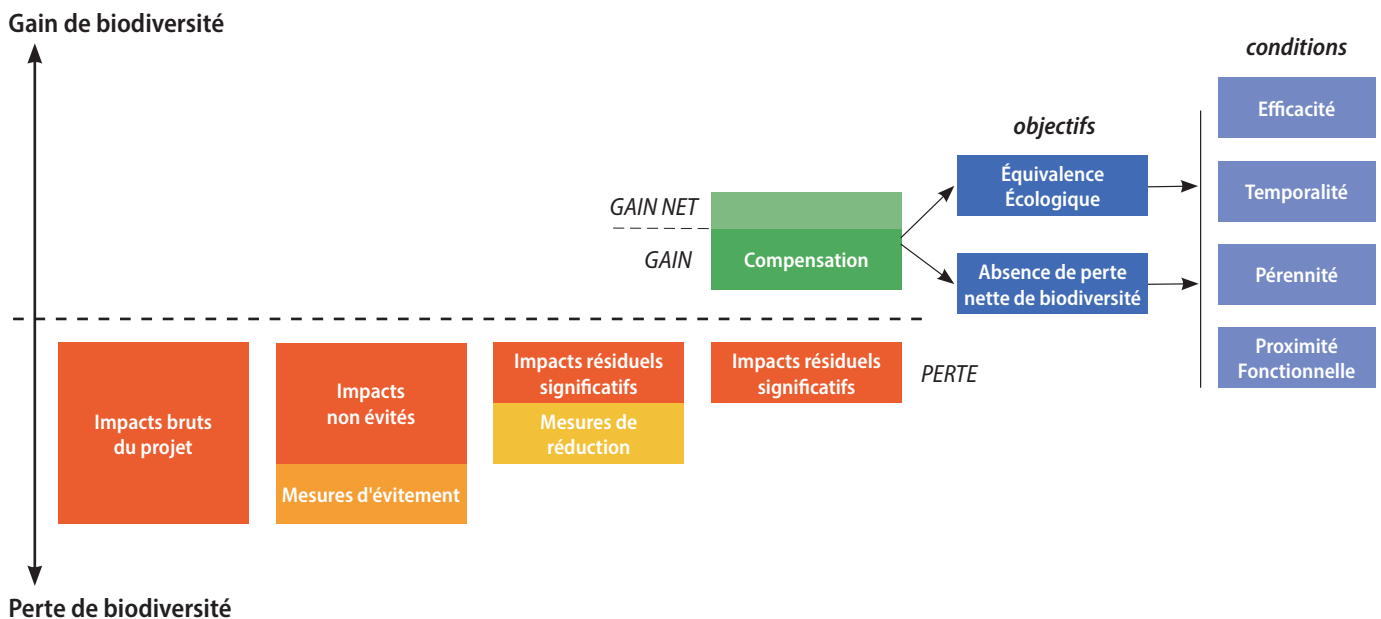 Gain de biodiversité
conditions
Efficacité
objectifs
Équivalence
Écologique
Temporalité
GAIN NET
GAIN
Compensation
Absence de perte
nette de biodiversité
Pérennité
Proximité
Fonctionnelle
Impacts bruts
du projet
Impacts
non évités
Mesures d'évitement
Impacts résiduels
significatifs
Mesures de
réduction
Impacts résiduels
significatifs
PERTE
Perte de biodiversité